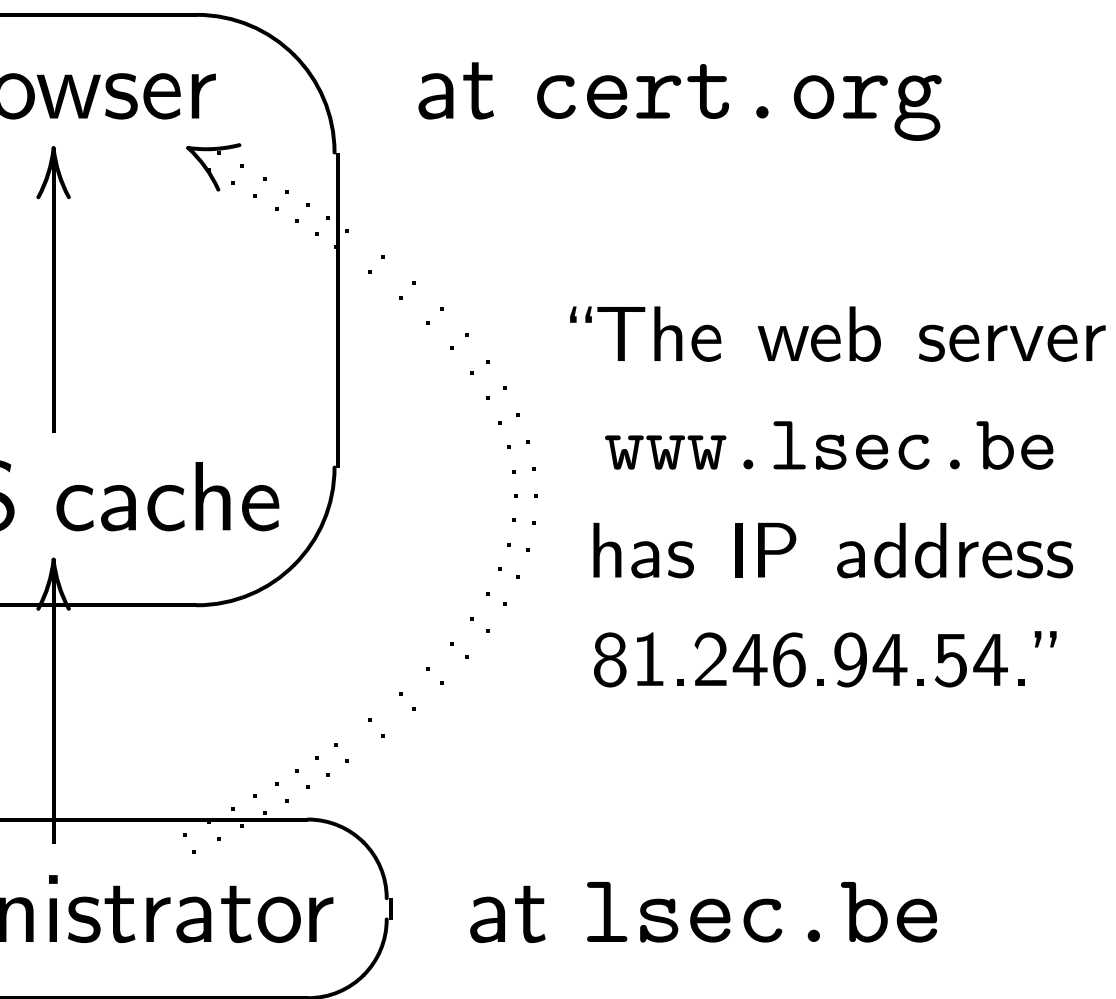 owser at cert.org
“The web server
www.lsec.be
S cache
has IP address
81.246.94.54.”
nistrator at lsec.be